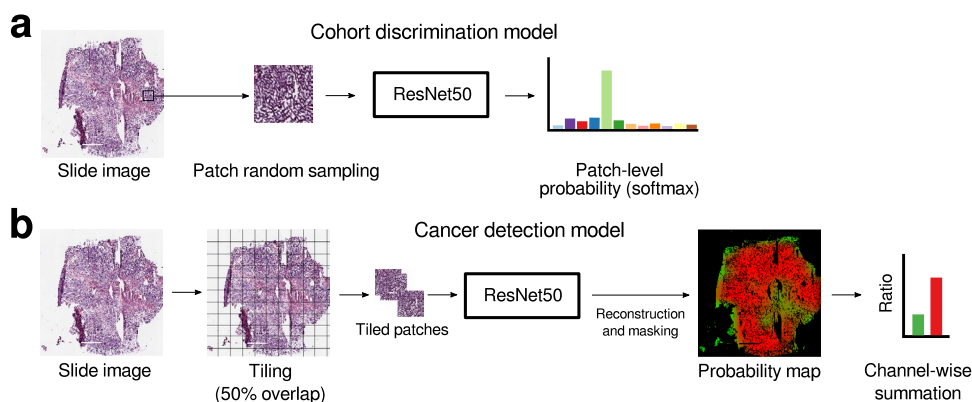 a
Cohort discrimination model
ResNet50
Slide image
Patch random sampling
Patch-level
probability (softmax)
b
Cancer detection model
ResNet50
Tiled patches
Reconstruction
and masking
Ratio
Slide image
Tiling
(50% overlap)
Probability map
Channel-wise
summation